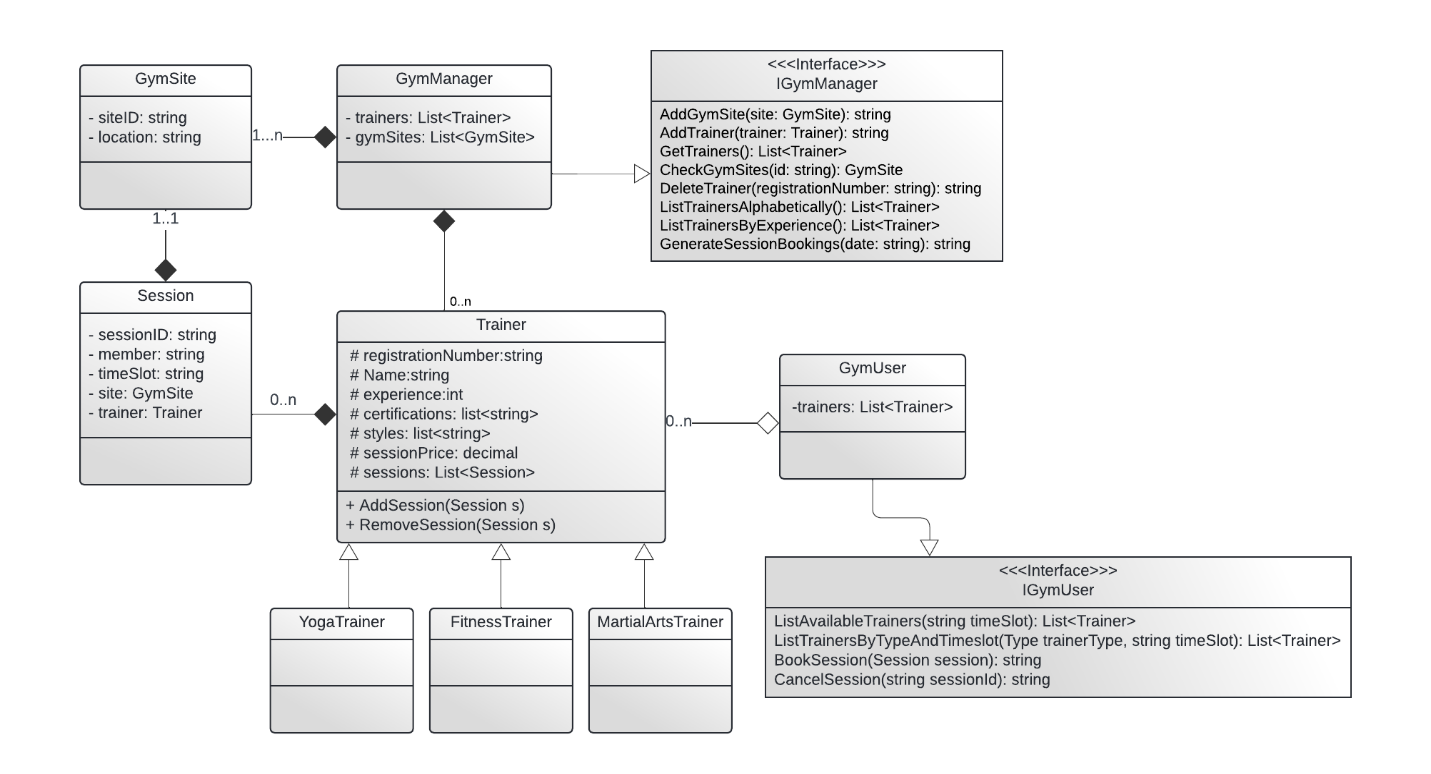 GymSite
- siteID: string
- location: string
1...n
GymManager
- trainers: List<Trainer>
- gymSites: List<GymSite>
<<<Interface>>>
IGymManager
AddGymSite(site: GymSite): string
AddTrainer(trainer: Trainer): string
GetTrainers(): List<Trainer>
CheckGymSites(id: string): GymSite
DeleteTrainer(registrationNumber: string): string
ListTrainersAlphabetically(): List<Trainer>
ListTrainersByExperience(): List<Trainer>
GenerateSessionBookings(date: string): string
1..1
Session
- sessionID: string
- member: string
- timeSlot: string
- site: GymSite
- trainer: Trainer
0..n
0..n
Trainer
# registrationNumber:string
# Name:string
# experience:int
# certifications: list<string>
# styles: list<string>
# sessionPrice: decimal
# sessions: List<Session>
+ AddSession(Session s)
+ RemoveSession(Session s)
0..n
GymUser
-trainers: List<Trainer>
<<<Interface>>>
IGymUser
ListAvailableTrainers(string timeSlot): List<Trainer>
ListTrainersByTypeAndTimeslot(Type trainerType, string timeSlot): List<Trainer>
BookSession(Session session): string
CancelSession(string sessionId): string
YogaTrainer
FitnessTrainer
MartialArtsTrainer